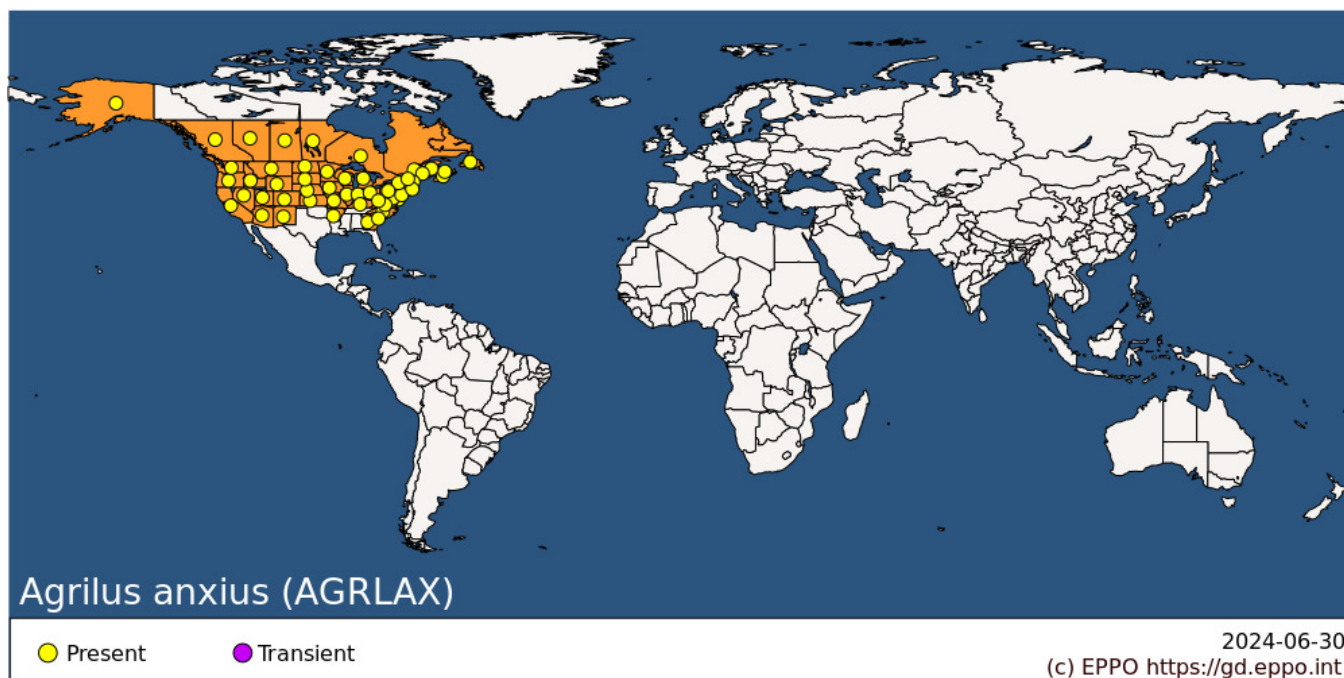 Agrilus anxius (AGRLAX)
Present
Transient
2024-06-30
(c) EPPO https://gd.eppo.int